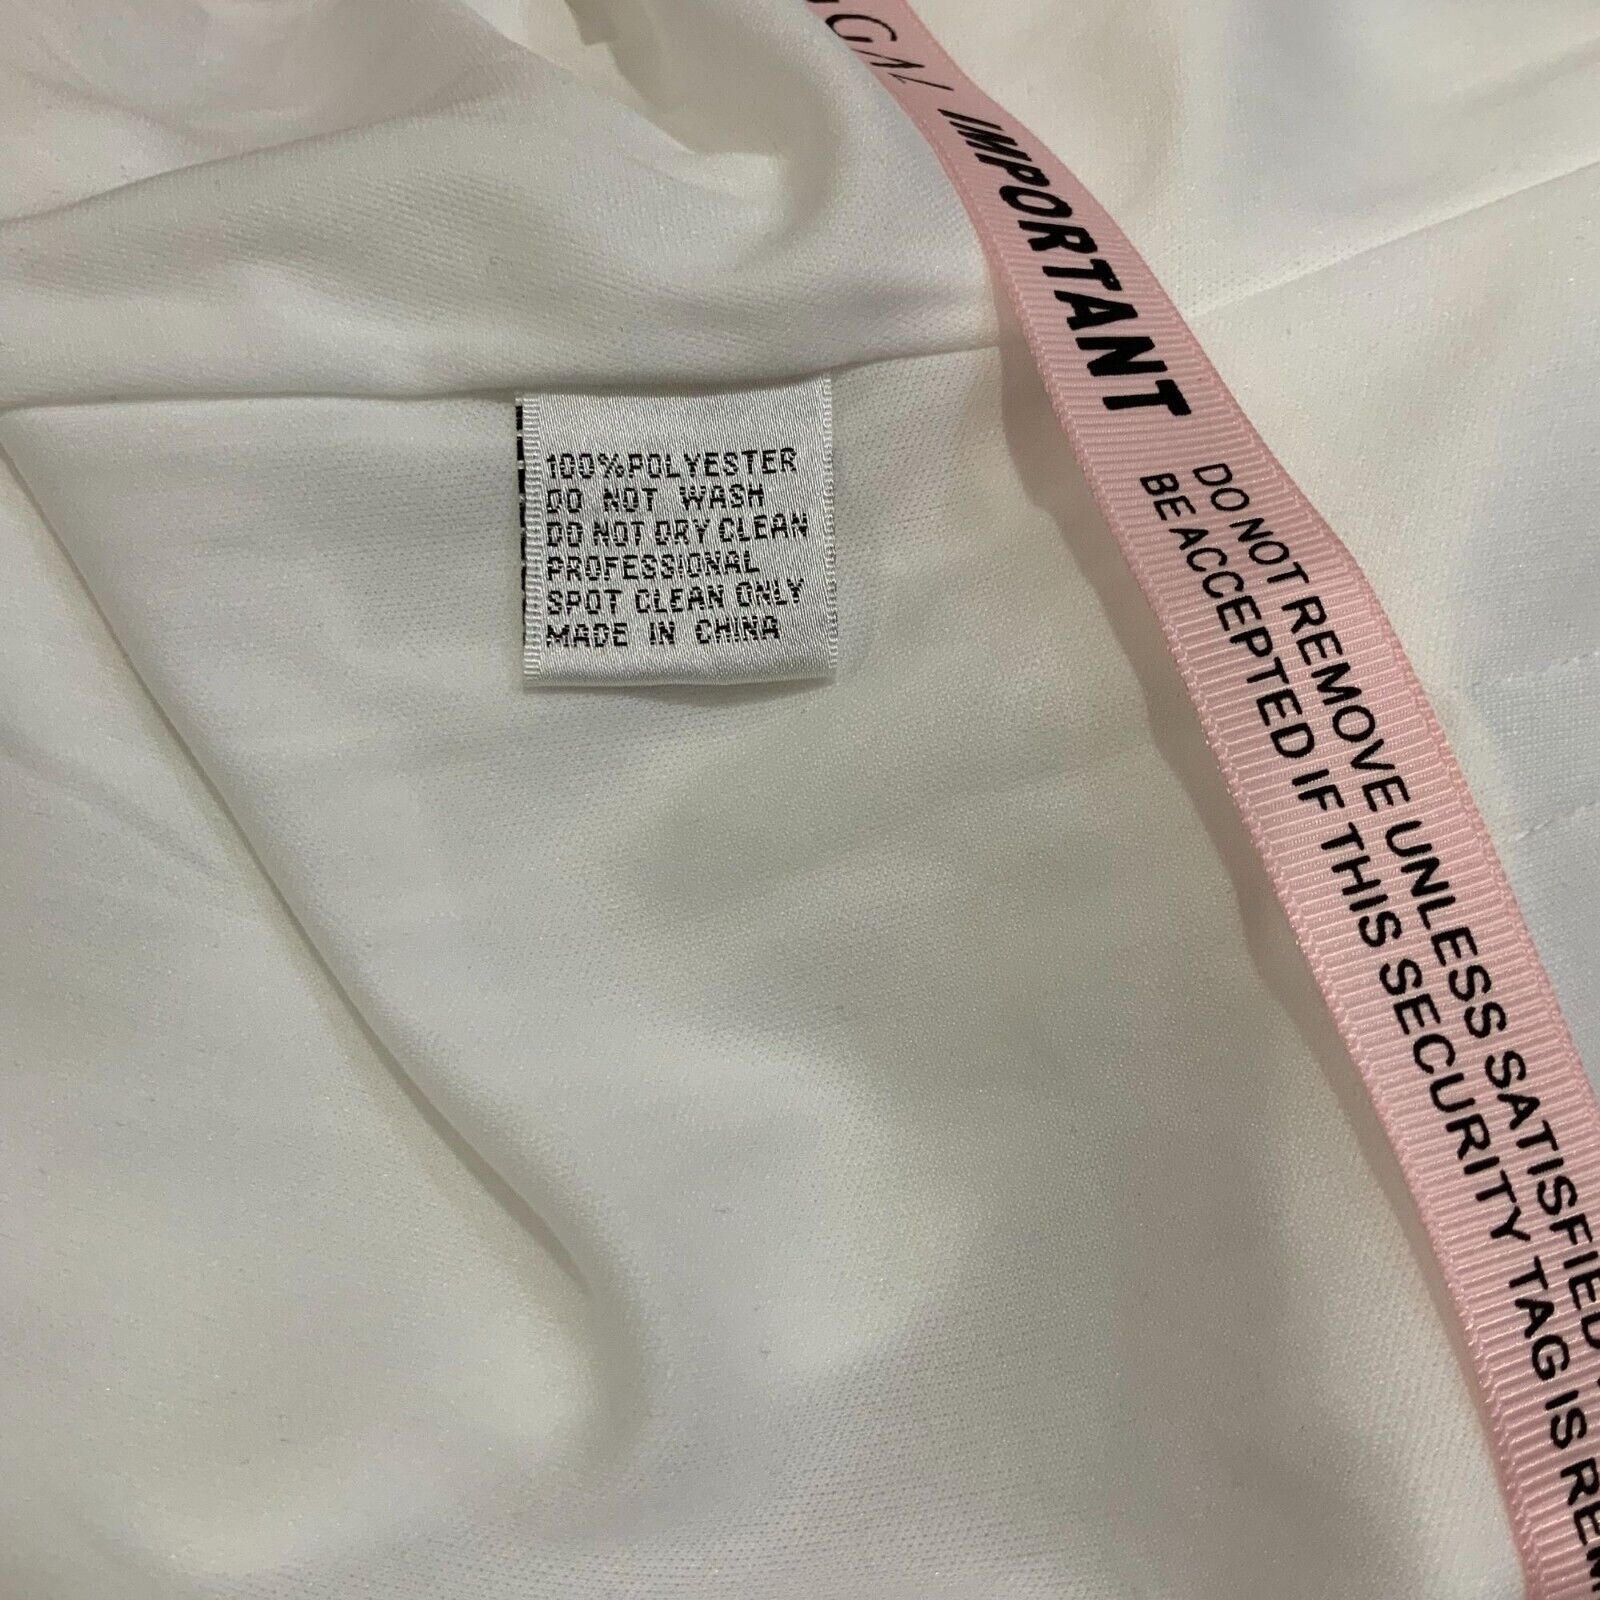 100%POLYESTER
DO NOT WASH
DO NOT DRY CLEAN
PROFESSIONAL
SPOT CLEAN ONLY
MADE IN CHINA
IMPORTANT
DO NOT REMOVE UNLESS SATISFIED
BE ACCEPTED IF THIS SECURITY TAG IS